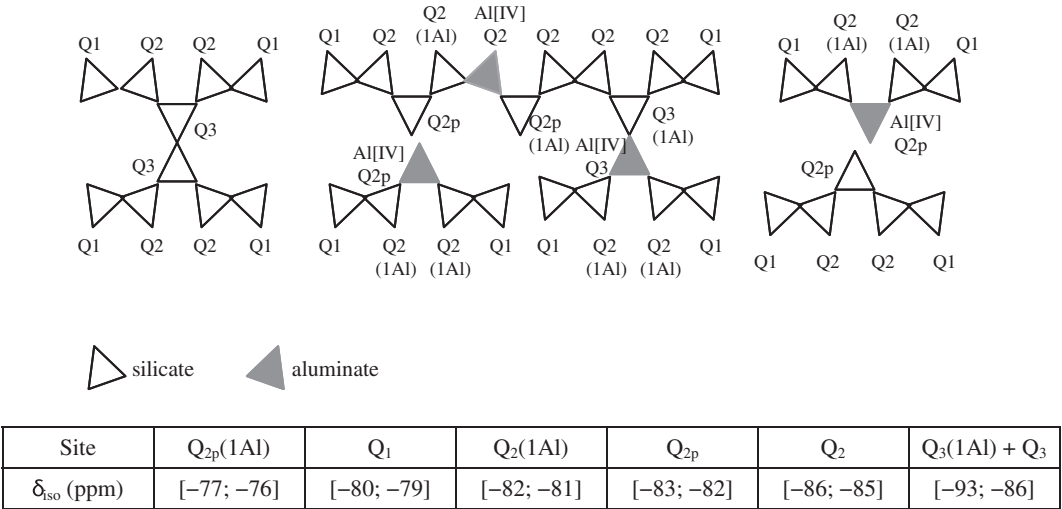 Q1 Q2 Q2 Q1
Q3
Q3
Q1 Q2 Q2 Q1
Q2 Al[IV]
Q1 Q2 (1Al) Q2 Q2 Q2 Q2 Q1
Q2p Q2p Q3
(1Al) (1Al)
Al[IV] Al[IV]
Q2p Q3
Q1 Q2 Q2 Q1 Q1 Q2 Q2 Q1
(1Al) (1Al) (1Al) (1Al)
Q2 Q2
Q1 (1Al) (1Al) Q1
Al[IV]
Q2p
Q2p
Q1 Q2 Q2 Q1
silicate aluminate
Site Q2p(1Al) Q1 Q2(1Al) Q2p Q2 Q3(1Al) + Q3
δiso (ppm) [−77; −76] [−80; −79] [−82; −81] [−83; −82] [−86; −85] [−93; −86]